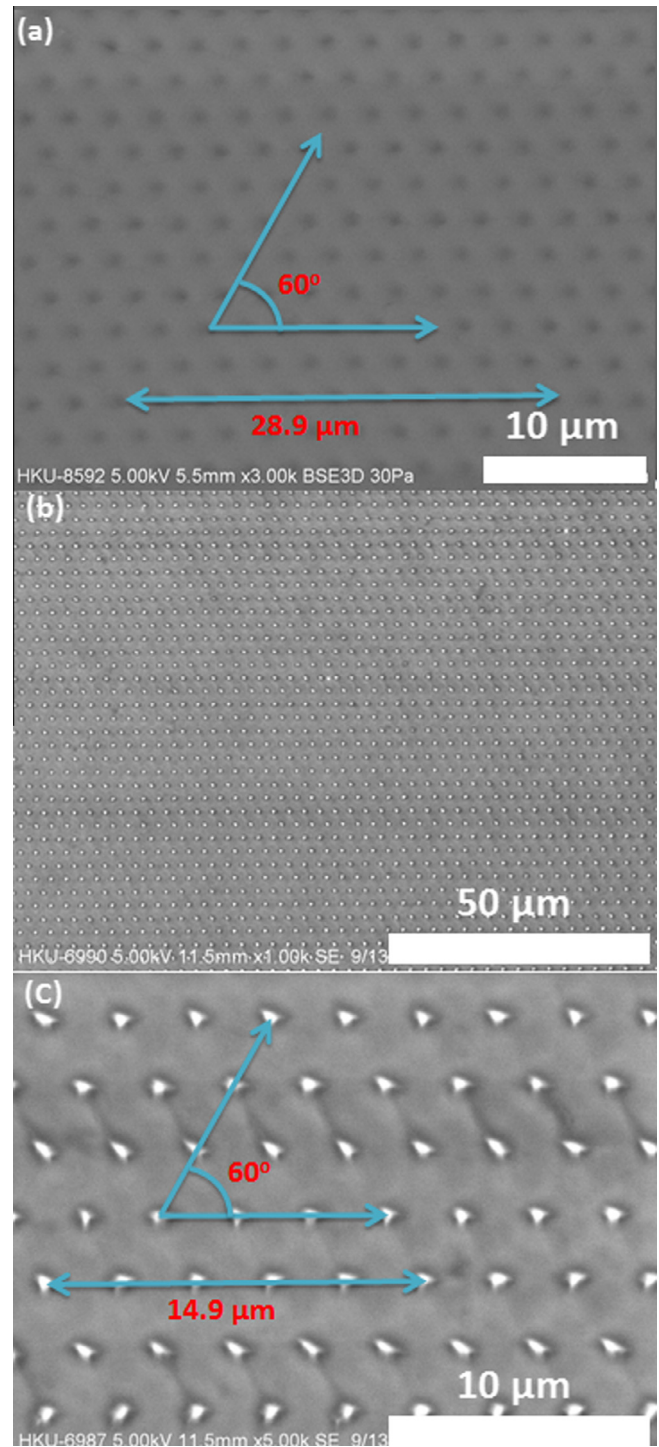 (a)
60⁰
28.9 μm
10 μm
HKU-8592 5.00kV 5.5mm x3.00k BSE3D 30Pa
(b)
50 μm
HKU-6990 5.00kV 11.5mm x1.00k SE 9/13
(C)
60⁰
14.9 μm
10 μm
HKU-6987 5.00kV 11.5mm x5.00k SE 9/13